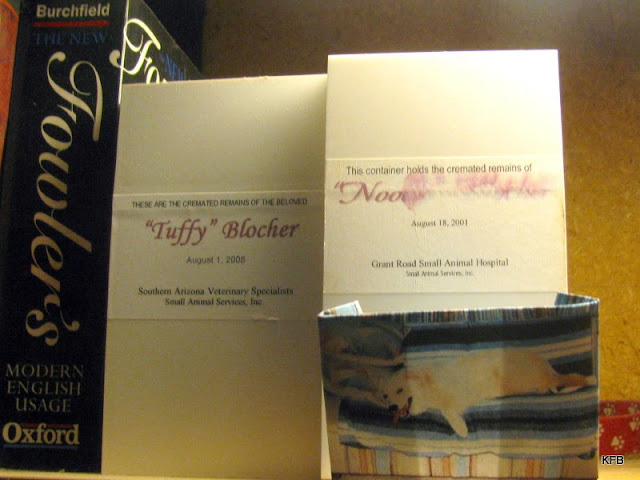 Burchfield
THE NEW
Fowler's
MODERN
ENGLISH
USAGE
Oxford
THESE ARE THE CREMATED REMAINS OF THE BELOVED
"Tuffy" Blocher
August 1, 2008
Southern Arizona Veterinary Specialists
Small Animal Services, Inc.
This container holds the cremated remains of
August 18, 2001
Grant Road Small Animal Hospital
Small Animal Services, Inc.
KFB